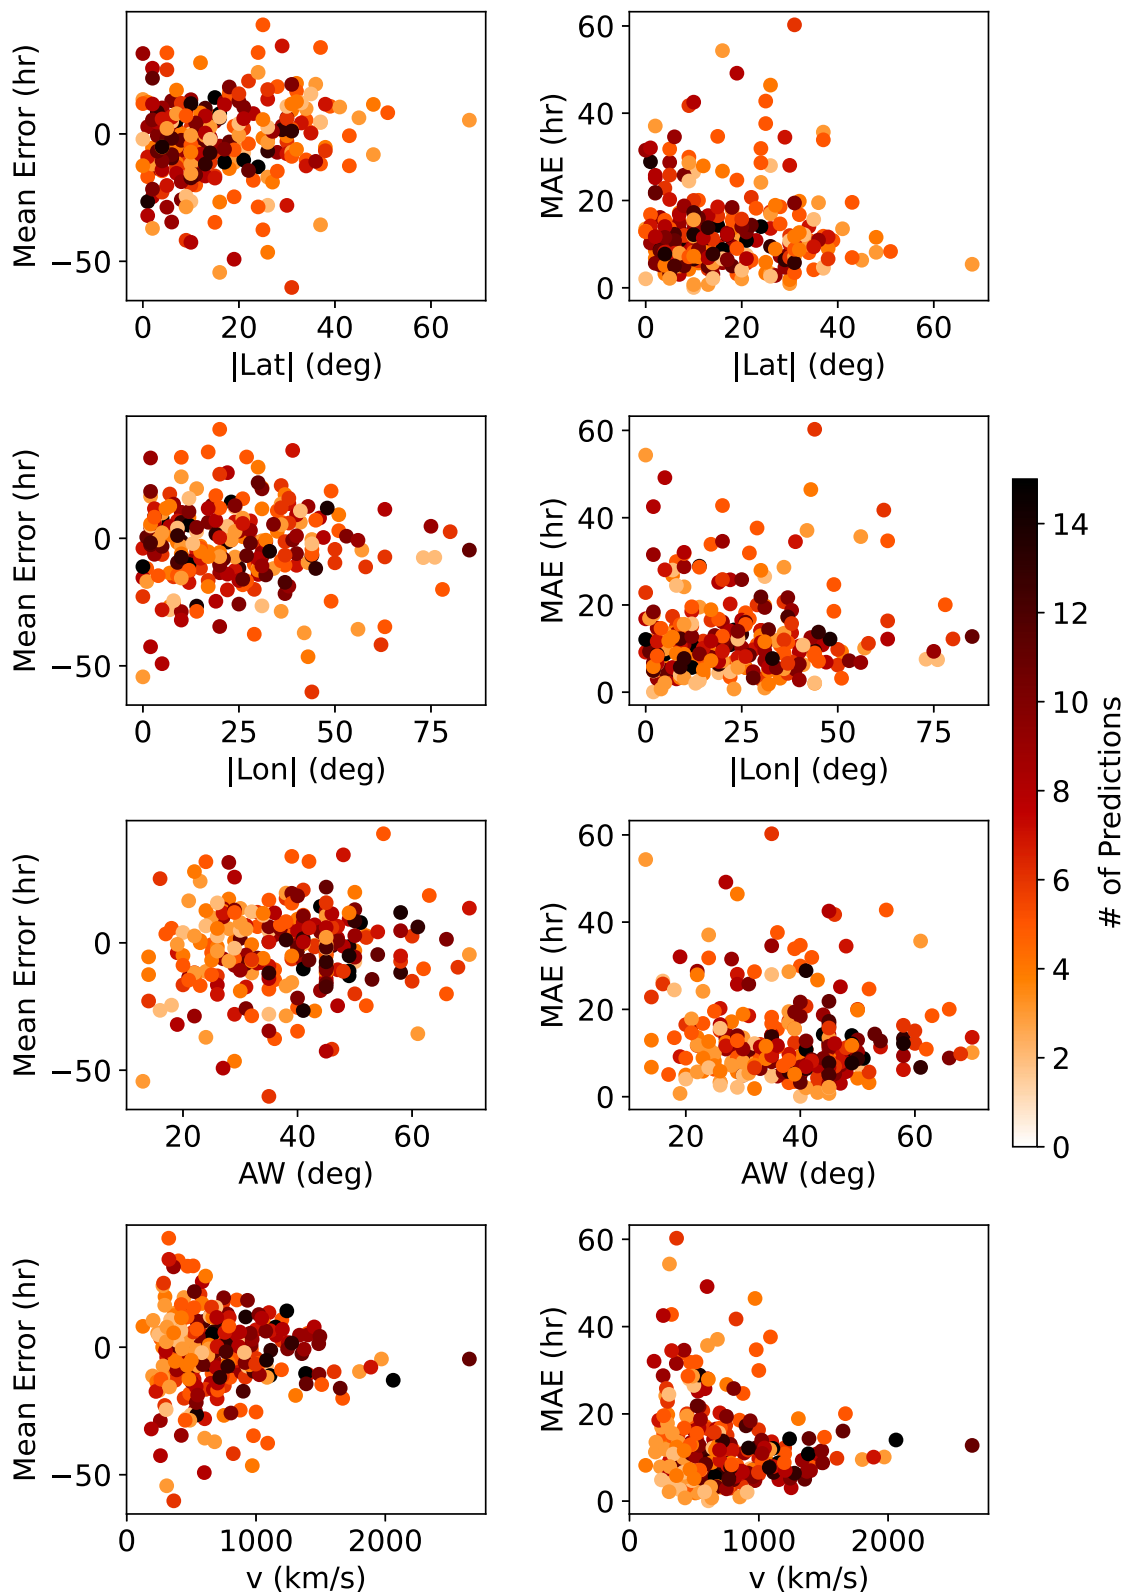 Mean Error (hr)
0
−50
0 20 40 60
|Lat| (deg)
MAE (hr)
60
40
20
0
0 20 40 60
|Lat| (deg)
Mean Error (hr)
0
−50
0 25 50 75
|Lon| (deg)
MAE (hr)
60
40
20
0
0 25 50 75
|Lon| (deg)
Mean Error (hr)
0
−50
20 40 60
AW (deg)
MAE (hr)
60
40
20
0
20 40 60
AW (deg)
Mean Error (hr)
0
−50
0 1000 2000
v (km/s)
MAE (hr)
60
40
20
0
0 1000 2000
v (km/s)
14
12
10
8
6
4
2
0
# of Predictions